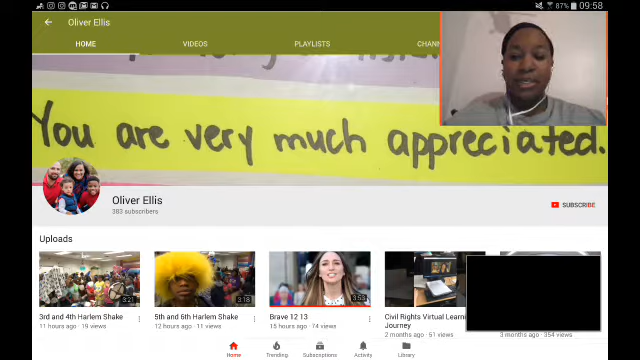 87% 09:58
Oliver Ellis
HOME VIDEOS PLAYLISTS CHANN
You are very much appreciated.
Oliver Ellis
383 subscribers
SUBSCRIBE
Uploads
3:21 3:18 3:53
3rd and 4th Harlem Shake 5th and 6th Harlem Shake Brave 12 13 Civil Rights Virtual Learni
Journey
11 hours ago · 19 views 12 hours ago · 11 views 15 hours ago · 74 views 2 months ago · 51 views 3 months ago · 354 views
Home Trending Subscriptions Activity Library